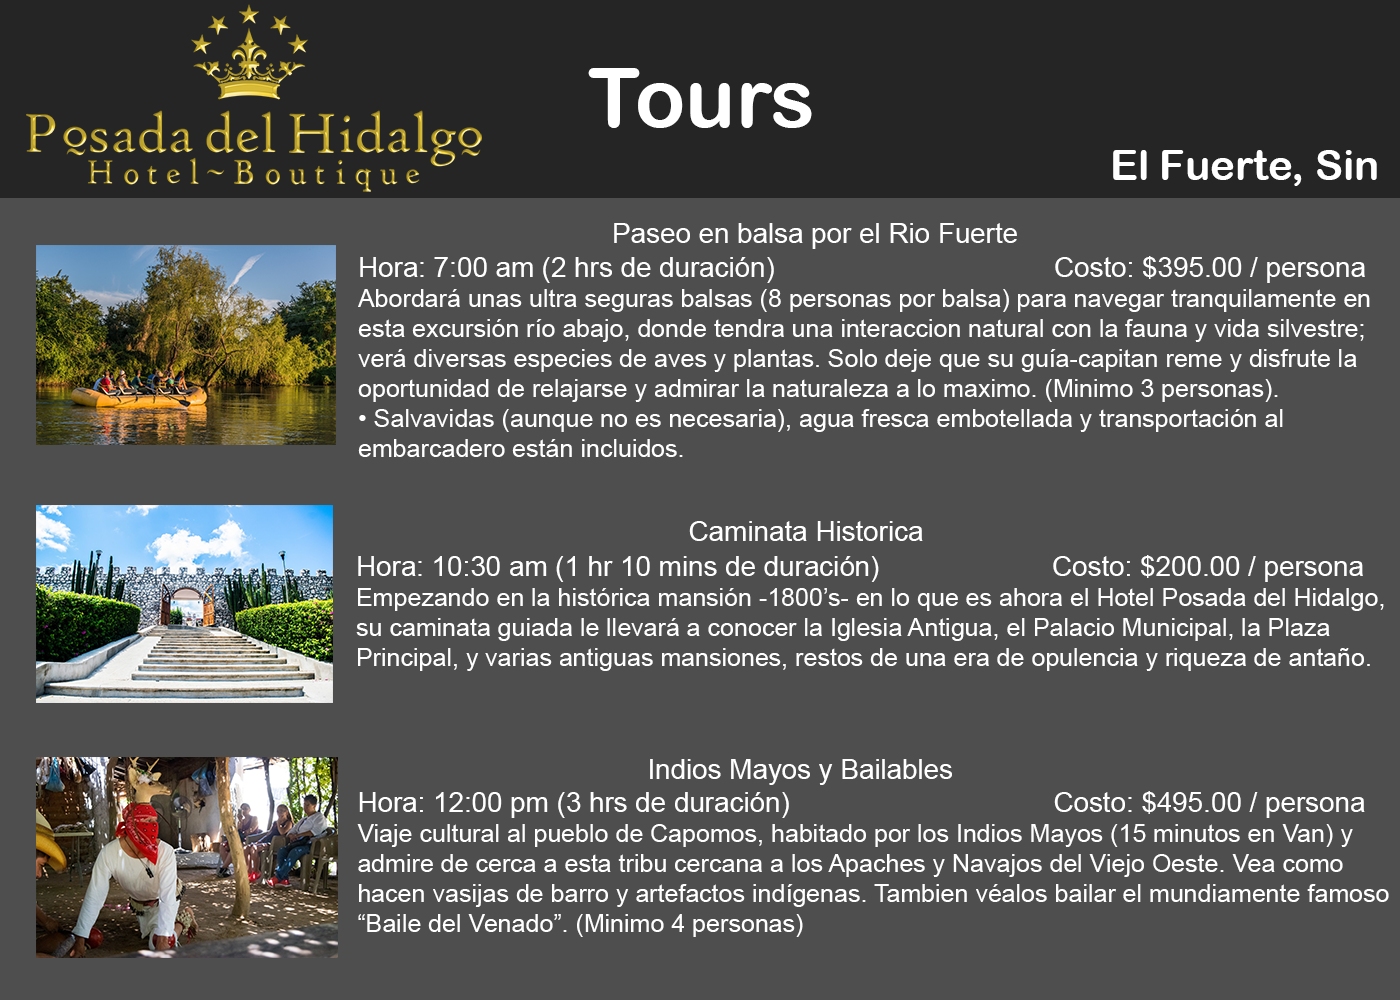 Posada del Hidalgo
Hotel~Boutique
Tours
El Fuerte, Sin
Paseo en balsa por el Rio Fuerte
Hora: 7:00 am (2 hrs de duración) Costo: $395.00 / persona
Abordará unas ultra seguras balsas (8 personas por balsa) para navegar tranquilamente en
esta excursión río abajo, donde tendra una interaccion natural con la fauna y vida silvestre;
verá diversas especies de aves y plantas. Solo deje que su guía-capitan reme y disfrute la
oportunidad de relajarse y admirar la naturaleza a lo maximo. (Minimo 3 personas).
• Salvavidas (aunque no es necesaria), agua fresca embotellada y transportación al
embarcadero están incluidos.
Caminata Historica
Hora: 10:30 am (1 hr 10 mins de duración) Costo: $200.00 / persona
Empezando en la histórica mansión -1800’s- en lo que es ahora el Hotel Posada del Hidalgo,
su caminata guiada le llevará a conocer la Iglesia Antigua, el Palacio Municipal, la Plaza
Principal, y varias antiguas mansiones, restos de una era de opulencia y riqueza de antaño.
Indios Mayos y Bailables
Hora: 12:00 pm (3 hrs de duración) Costo: $495.00 / persona
Viaje cultural al pueblo de Capomos, habitado por los Indios Mayos (15 minutos en Van) y
admire de cerca a esta tribu cercana a los Apaches y Navajos del Viejo Oeste. Vea como
hacen vasijas de barro y artefactos indígenas. Tambien véalos bailar el mundiamente famoso
“Baile del Venado”. (Minimo 4 personas)